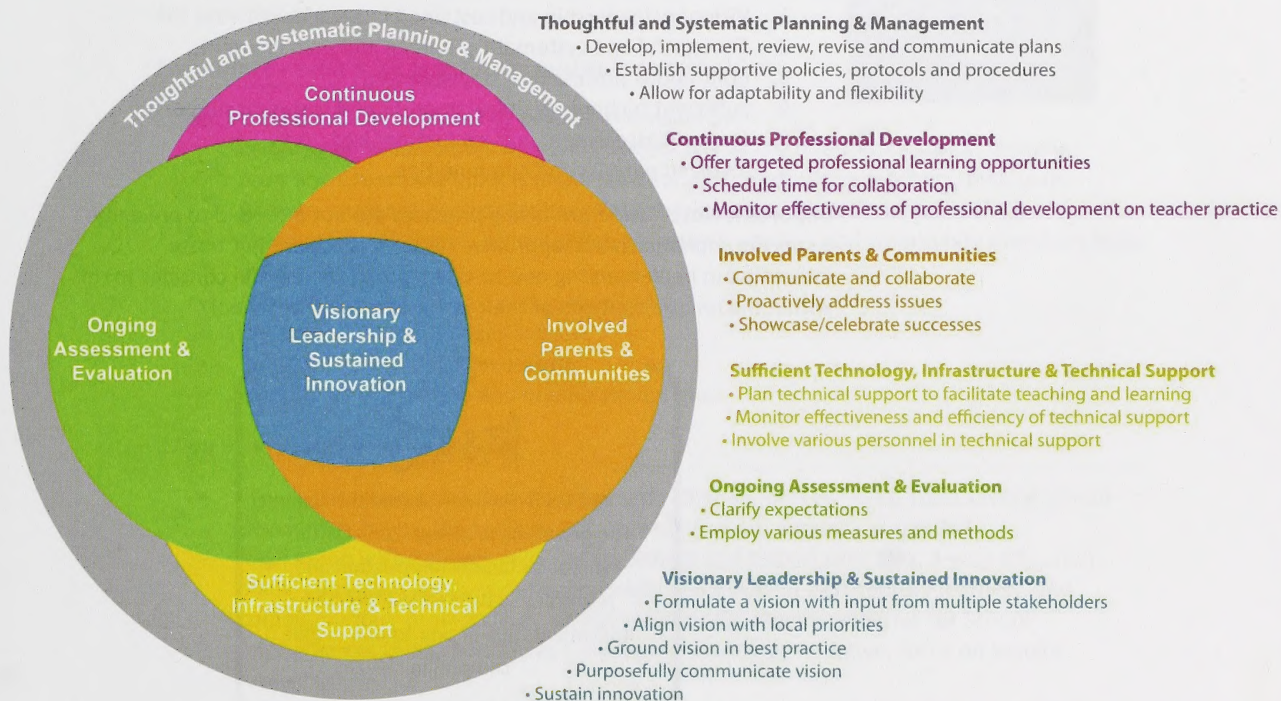 Thoughtful and Systematic Planning & Management
Continuous
Professional Development
Onging
Assessment &
Evaluation
Visionary
Leadership &
Sustained
Innovation
Involved
Parents &
Communities
Sufficient Technology,
Infrastructure & Technical
Support
Thoughtful and Systematic Planning & Management
• Develop, implement, review, revise and communicate plans
• Establish supportive policies, protocols and procedures
• Allow for adaptability and flexibility
Continuous Professional Development
• Offer targeted professional learning opportunities
• Schedule time for collaboration
• Monitor effectiveness of professional development on teacher practice
Involved Parents & Communities
• Communicate and collaborate
• Proactively address issues
• Showcase/celebrate successes
Sufficient Technology, Infrastructure & Technical Support
• Plan technical support to facilitate teaching and learning
• Monitor effectiveness and efficiency of technical support
• Involve various personnel in technical support
Ongoing Assessment & Evaluation
• Clarify expectations
• Employ various measures and methods
Visionary Leadership & Sustained Innovation
• Formulate a vision with input from multiple stakeholders
• Align vision with local priorities
• Ground vision in best practice
• Purposefully communicate vision
• Sustain innovation